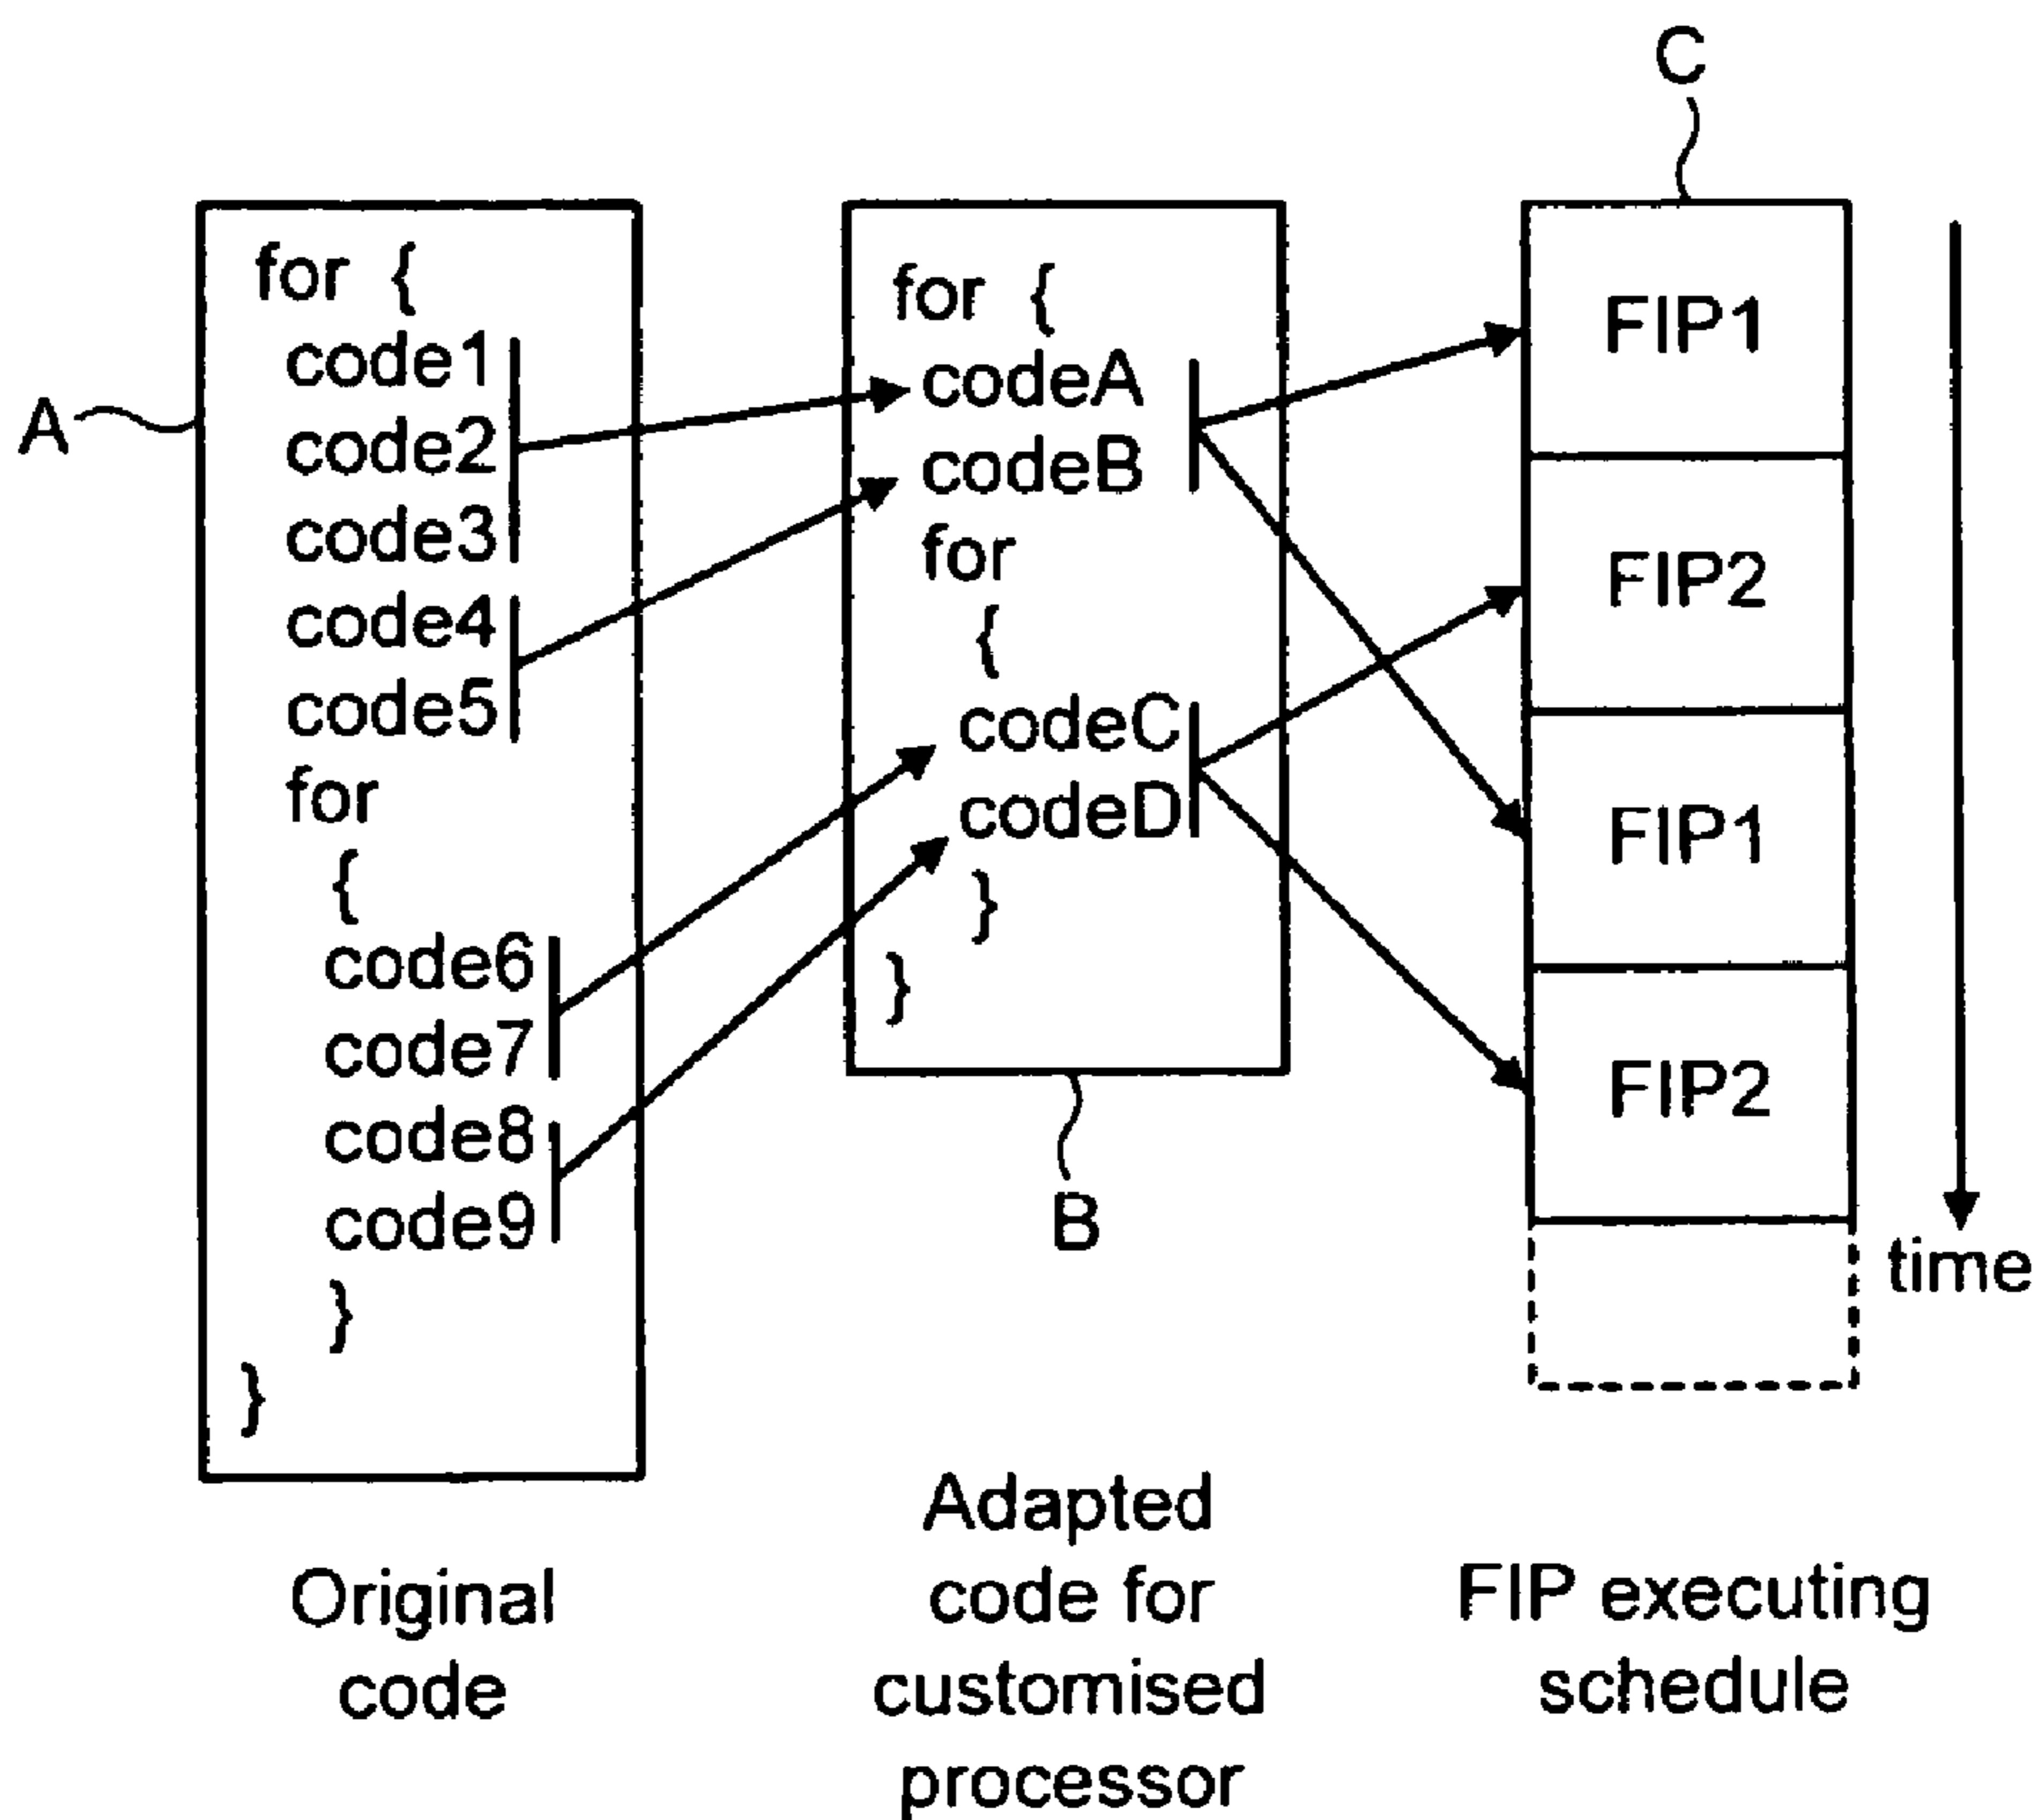 C
A
for {
code1
code2
code3
code4
code5
for
{
code6
code7
code8
code9
}
}
Original
code
for {
codeA
codeB
for
{
codeC
codeD
}
}
B
Adapted
code for
customised
processor
FIP1
FIP2
FIP1
FIP2
time
FIP executing
schedule